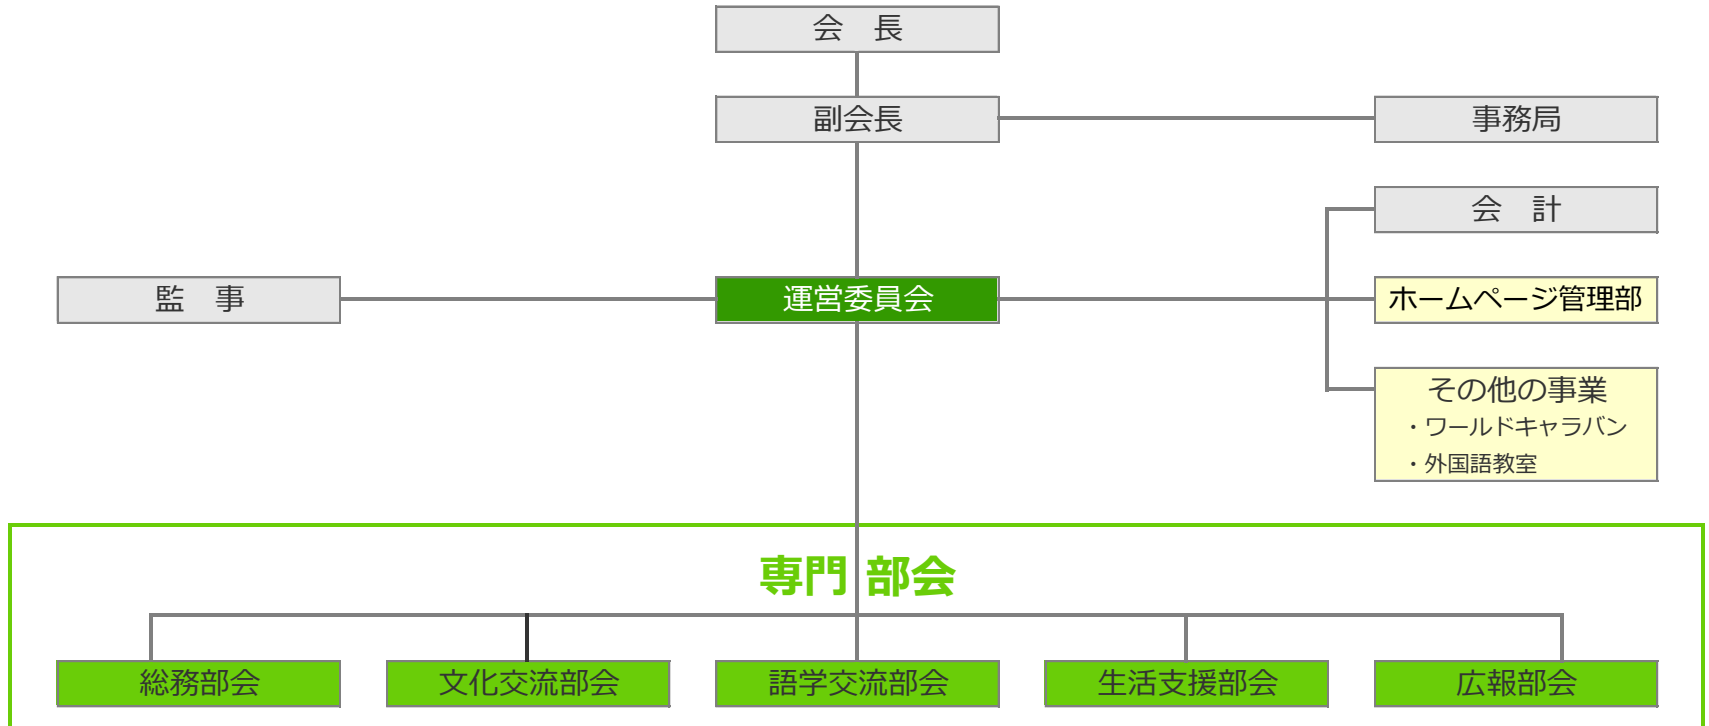 会　長
副会長
事務局
会　計
監　事
運営委員会
ホームページ管理部
その他の事業
・ワールドキャラバン
・外国語教室
専門 部会
総務部会
文化交流部会
語学交流部会
生活支援部会
広報部会